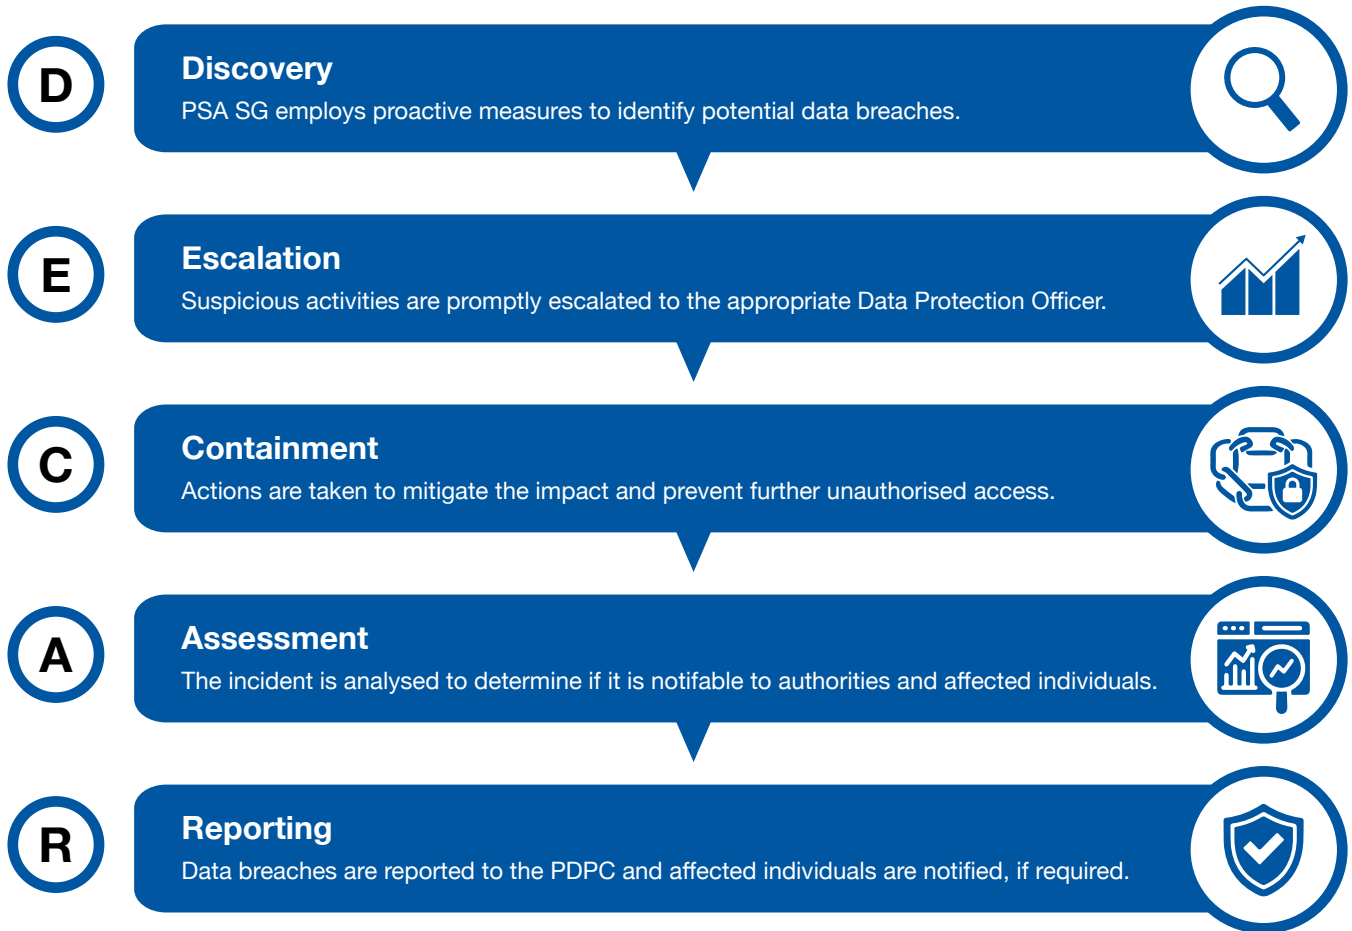 D
Discovery
PSA SG employs proactive measures to identify potential data breaches.
E
Escalation
Suspicious activities are promptly escalated to the appropriate Data Protection Officer.
C
Containment
Actions are taken to mitigate the impact and prevent further unauthorised access.
A
Assessment
The incident is analysed to determine if it is notifable to authorities and affected individuals.
R
Reporting
Data breaches are reported to the PDPC and affected individuals are notified, if required.